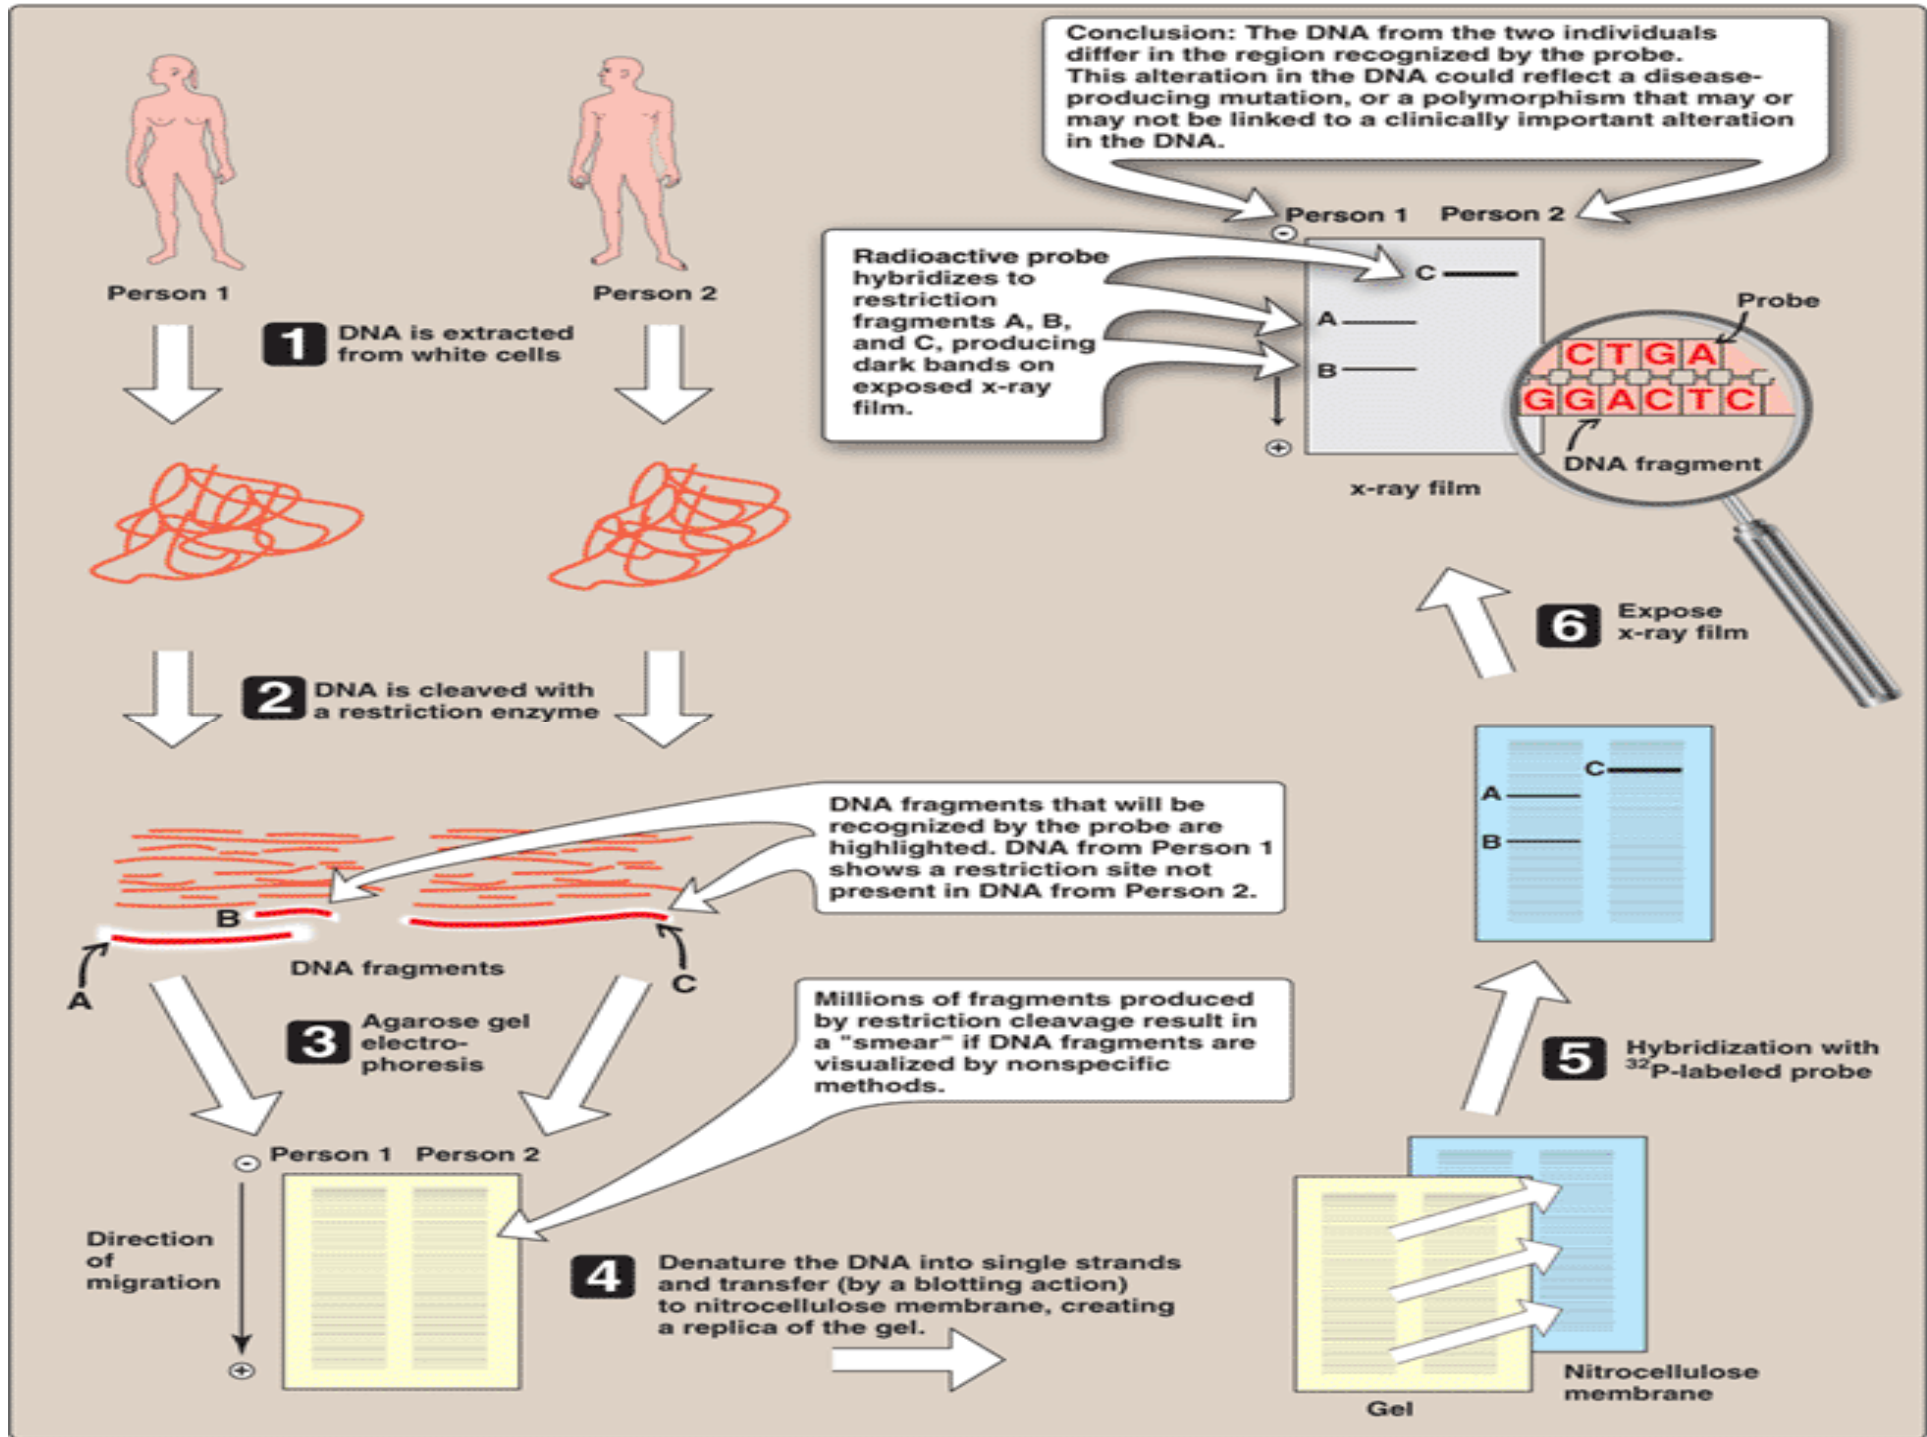 Person 1
Person 2
1
DNA is extracted
from white cells
2
DNA is cleaved with
a restriction enzyme
DNA fragments that will be
recognized by the probe are
highlighted. DNA from Person 1
shows a restriction site not
present in DNA from Person 2.
B
A
C
DNA fragments
3
Agarose gel
electro-
phoresis
Millions of fragments produced
by restriction cleavage result in
a "smear" if DNA fragments are
visualized by nonspecific
methods.
-
Person 1 Person 2
Direction
of
migration
+
4
Denature the DNA into single strands
and transfer (by a blotting action)
to nitrocellulose membrane, creating
a replica of the gel.
Gel
Nitrocellulose
membrane
5
Hybridization with
³²P-labeled probe
C
A
B
6
Expose
x-ray film
Conclusion: The DNA from the two individuals
differ in the region recognized by the probe.
This alteration in the DNA could reflect a disease-
producing mutation, or a polymorphism that may or
may not be linked to a clinically important alteration
in the DNA.
Person 1 Person 2
-
Radioactive probe
hybridizes to
restriction
fragments A, B,
and C, producing
dark bands on
exposed x-ray
film.
C
A
B
+
x-ray film
Probe
CTGA
GGACTC
DNA fragment